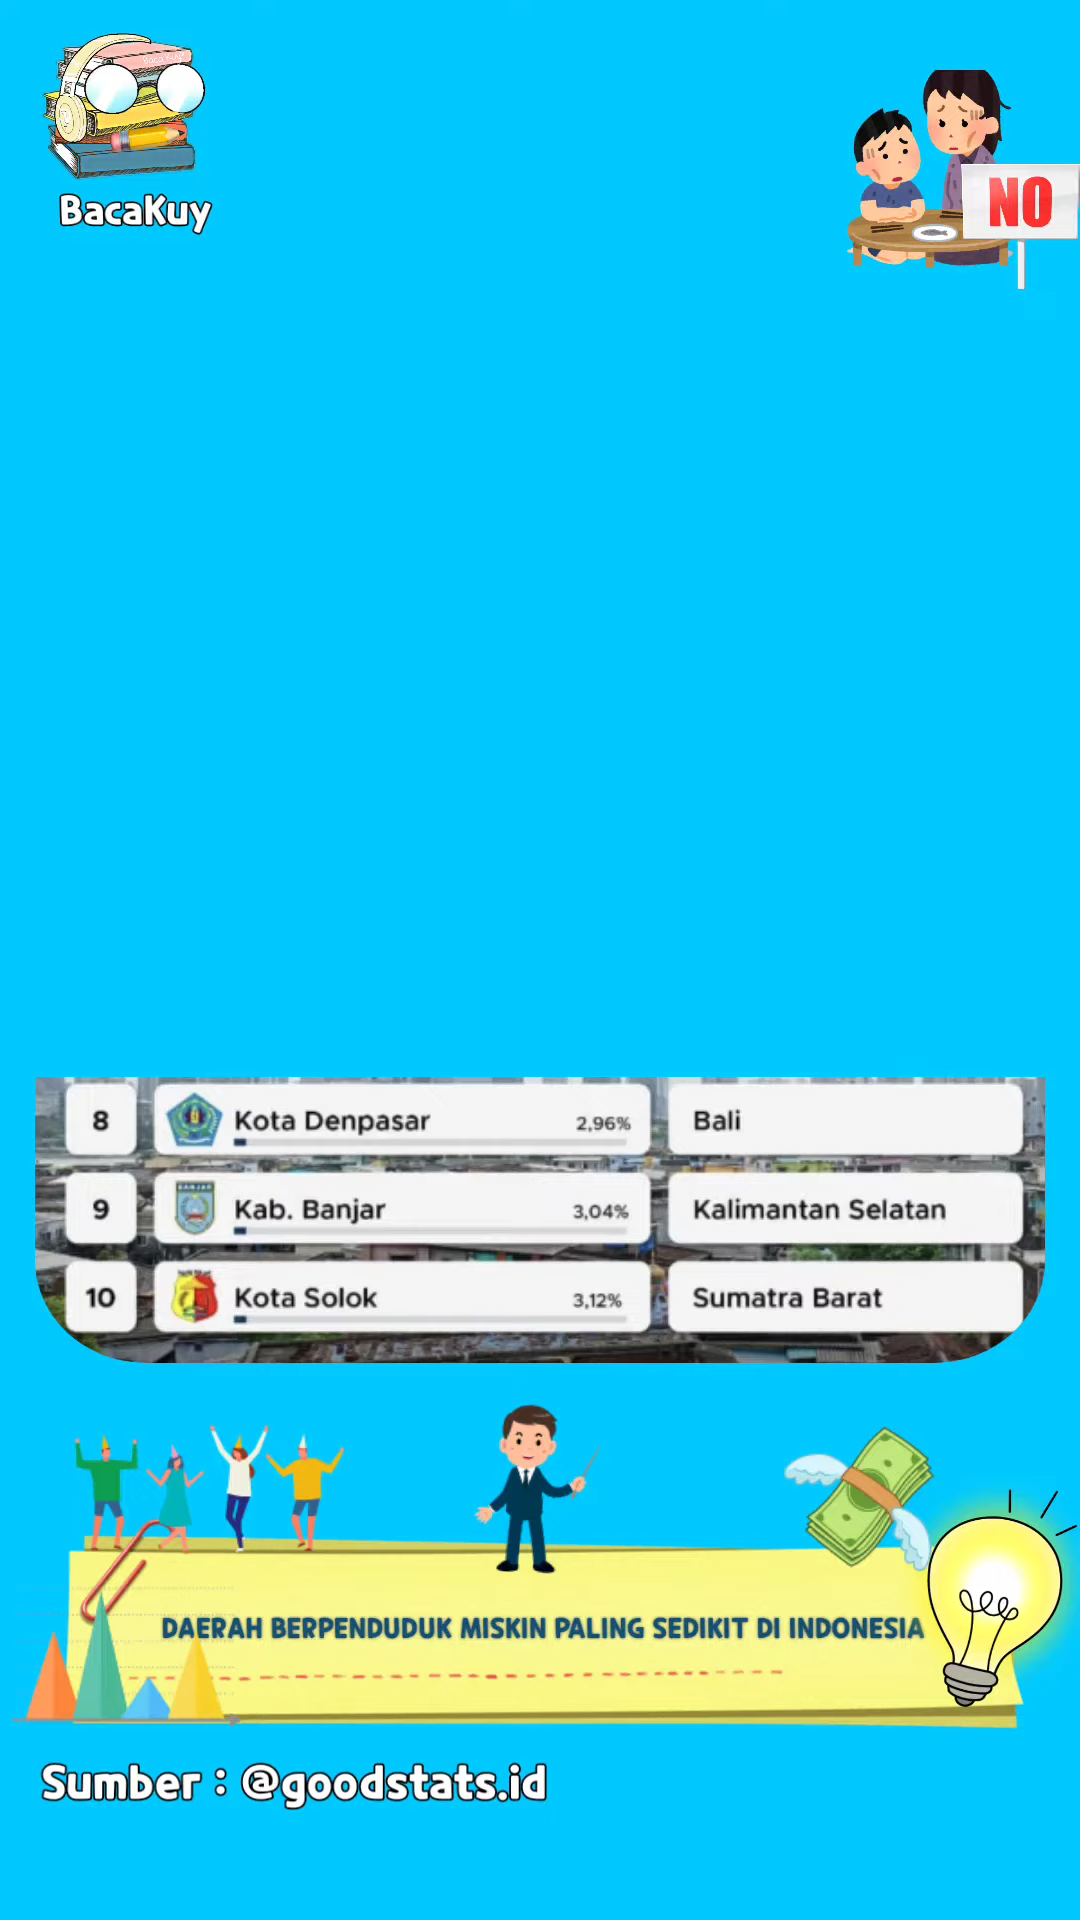 BacaKuy
NO
8 Kota Denpasar 2,96% Bali
9 Kab. Banjar 3,04% Kalimantan Selatan
10 Kota Solok 3,12% Sumatra Barat
DAERAH BERPENDUDUK MISKIN PALING SEDIKIT DI INDONESIA
Sumber : @goodstats.id